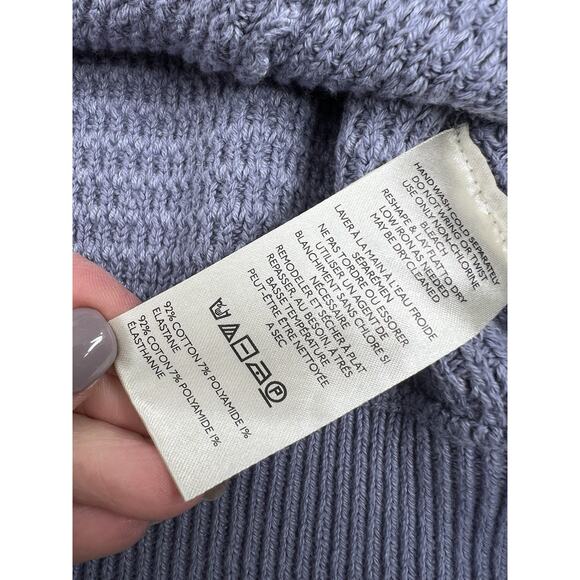 HAND WASH COLD SEPARATELY
DO NOT WRING OR TWIST
USE ONLY NON-CHLORINE
BLEACH
RESHAPE & LAY FLAT TO DRY
LOW IRON AS NEEDED
MAY BE DRY CLEANED
LAVER A LA MAIN A L'EAU FROIDE
SEPAREMEN
NE PAS TORDRE OU ESSORER
UTILISER UN AGENT DE
BLANCHIMENT SANS CHLORE SI
NÉCESSAIRE
REMODELER ET SÉCHER À PLAT
REPASSER, AU BESOIN À TRÈS
BASSE TEMPÉRATURE
PEUT-ÊTRE ÊTRE NETTOYEE
A SEC
P
92% COTTON 7% POLYAMIDE 1%
ELASTANE
92% COTON 7% POLYAMIDE 1%
ÉLASTHANNE